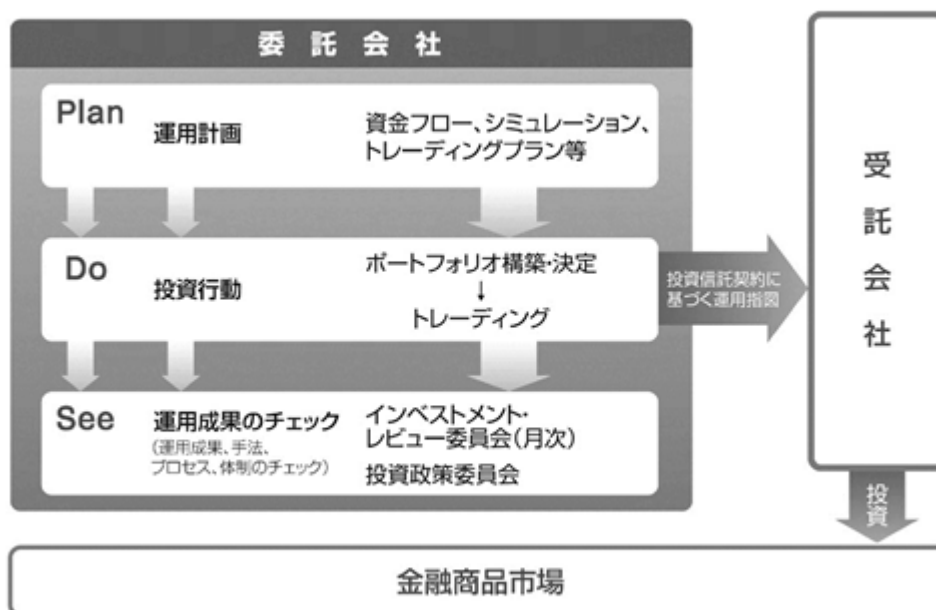 委託会社
Plan
運用計画
資金フロー、シミュレーション、
トレーディングプラン等
Do
投資行動
ポートフォリオ構築・決定
↓
トレーディング
See
運用成果のチェック
(運用成果、手法、
プロセス、体制のチェック)
インベストメント・
レビュー委員会(月次)
投資政策委員会
投資信託契約に
基づく運用指図
受託会社
投資
金融商品市場